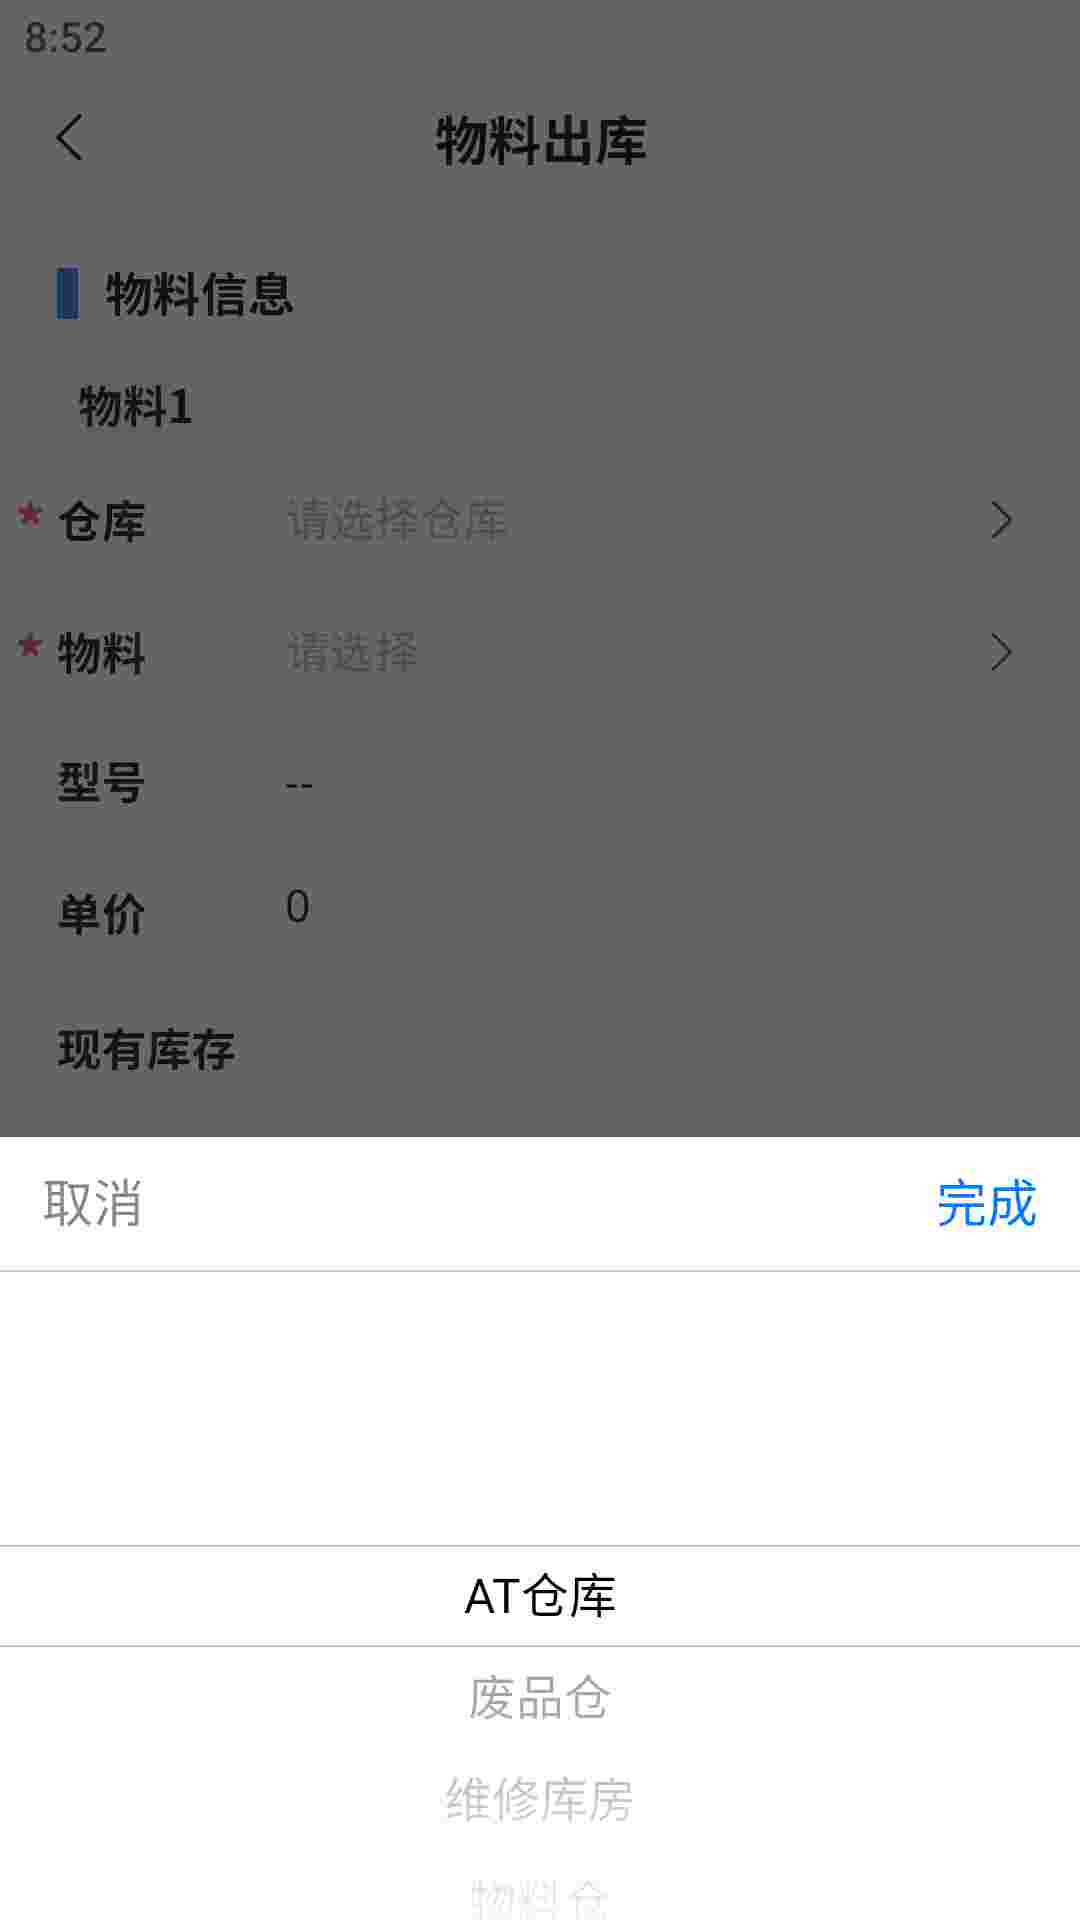 8:52
物料出库
物料信息
物料1
* 仓库 请选择仓库
* 物料 请选择
型号 --
单价 0
现有库存
取消 完成
AT仓库
废品仓
维修库房
物料仓